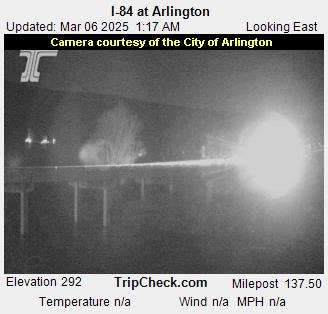 I-84 at Arlington
Updated: Mar 06 2025 1:17 AM Looking East
Camera courtesy of the City of Arlington
Elevation 292 TripCheck.com Milepost 137.50
Temperature n/a Wind n/a MPH n/a